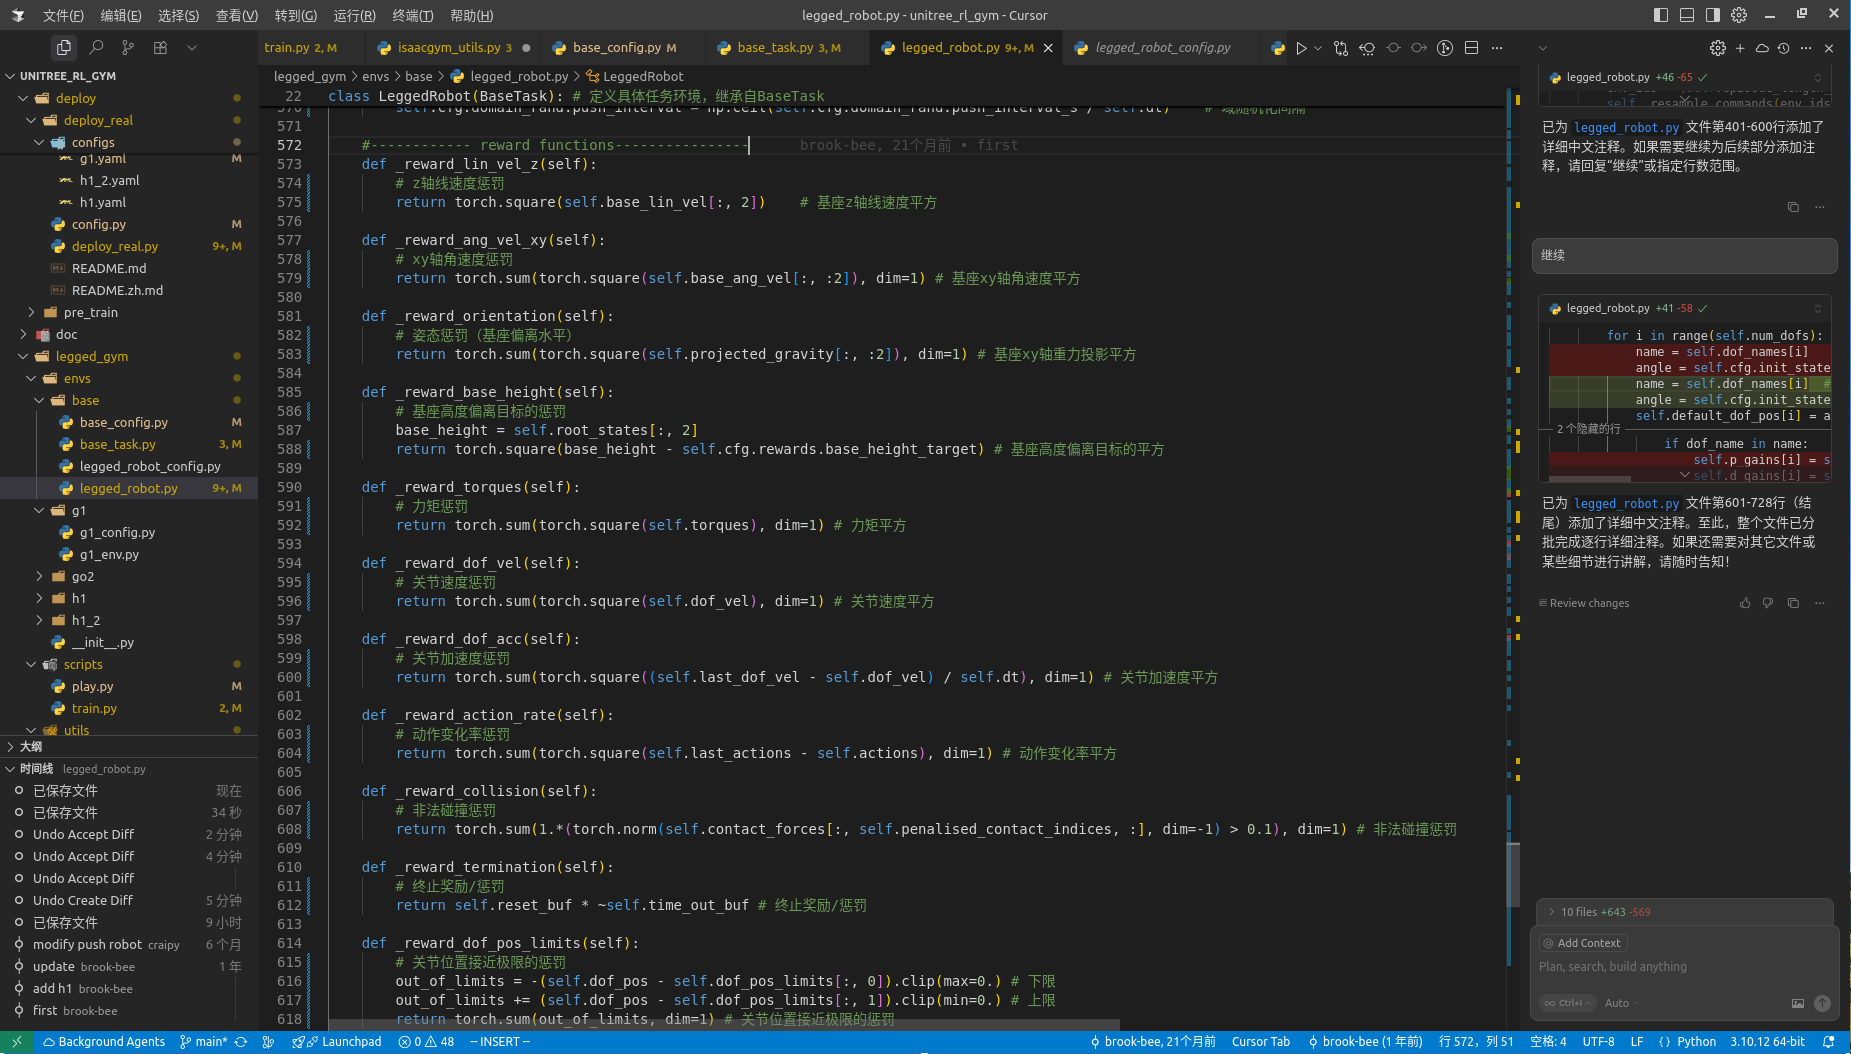 文件(F) 编辑(E) 选择(S) 查看(V) 转到(G) 运行(R) 终端(T) 帮助(H)
legged_robot.py - unitree_rl_gym - Cursor
train.py 2, M
isaacgym_utils.py 3
base_config.py M
base_task.py 3, M
legged_robot.py 9+, M
legged_robot_config.py
UNITREE_RL_GYM
deploy
deploy_real
configs
g1.yaml M
h1_2.yaml
h1.yaml
config.py M
deploy_real.py 9+, M
README.md
README.zh.md
pre_train
doc
legged_gym
envs
base
base_config.py M
base_task.py 3, M
legged_robot_config.py
legged_robot.py 9+, M
g1
g1_config.py
g1_env.py
go2
h1
h1_2
__init__.py
scripts
play.py M
train.py 2, M
utils
大纲
时间线 legged_robot.py
已保存文件 现在
已保存文件 34 秒
Undo Accept Diff 2 分钟
Undo Accept Diff 4 分钟
Undo Accept Diff
Undo Create Diff 5 分钟
已保存文件 9 小时
modify push robot craipy 6 个月
update brook-bee 1 年
add h1 brook-bee
first brook-bee
legged_gym > envs > base > legged_robot.py > LeggedRobot
22 class LeggedRobot(BaseTask): # 定义具体任务环境，继承自BaseTask
570 self.cfg.domain_rand.push_interval = np.ceil(self.cfg.domain_rand.push_interval_s / self.dt) # 域随机化间隔
571
572 #------------ reward functions---------------- brook-bee, 21个月前 • first
573 def _reward_lin_vel_z(self):
574 # z轴线速度惩罚
575 return torch.square(self.base_lin_vel[:, 2]) # 基座z轴线速度平方
576
577 def _reward_ang_vel_xy(self):
578 # xy轴角速度惩罚
579 return torch.sum(torch.square(self.base_ang_vel[:, :2]), dim=1) # 基座xy轴角速度平方
580
581 def _reward_orientation(self):
582 # 姿态惩罚（基座偏离水平）
583 return torch.sum(torch.square(self.projected_gravity[:, :2]), dim=1) # 基座xy轴重力投影平方
584
585 def _reward_base_height(self):
586 # 基座高度偏离目标的惩罚
587 base_height = self.root_states[:, 2]
588 return torch.square(base_height - self.cfg.rewards.base_height_target) # 基座高度偏离目标的平方
589
590 def _reward_torques(self):
591 # 力矩惩罚
592 return torch.sum(torch.square(self.torques), dim=1) # 力矩平方
593
594 def _reward_dof_vel(self):
595 # 关节速度惩罚
596 return torch.sum(torch.square(self.dof_vel), dim=1) # 关节速度平方
597
598 def _reward_dof_acc(self):
599 # 关节加速度惩罚
600 return torch.sum(torch.square((self.last_dof_vel - self.dof_vel) / self.dt), dim=1) # 关节加速度平方
601
602 def _reward_action_rate(self):
603 # 动作变化率惩罚
604 return torch.sum(torch.square(self.last_actions - self.actions), dim=1) # 动作变化率平方
605
606 def _reward_collision(self):
607 # 非法碰撞惩罚
608 return torch.sum(1.*(torch.norm(self.contact_forces[:, self.penalised_contact_indices, :], dim=-1) > 0.1), dim=1) # 非法碰撞惩罚
609
610 def _reward_termination(self):
611 # 终止奖励/惩罚
612 return self.reset_buf * ~self.time_out_buf # 终止奖励/惩罚
613
614 def _reward_dof_pos_limits(self):
615 # 关节位置接近极限的惩罚
616 out_of_limits = -(self.dof_pos - self.dof_pos_limits[:, 0]).clip(max=0.) # 下限
617 out_of_limits += (self.dof_pos - self.dof_pos_limits[:, 1]).clip(min=0.) # 上限
618 return torch.sum(out_of_limits, dim=1) # 关节位置接近极限的惩罚
legged_robot.py +46 -65
self._resample_commands(env_ids
已为 legged_robot.py 文件第401-600行添加了
详细中文注释。如果需要继续为后续部分添加注
释，请回复“继续”或指定行数范围。
继续
legged_robot.py +41 -58
for i in range(self.num_dofs):
name = self.dof_names[i]
angle = self.cfg.init_state
name = self.dof_names[i] #
angle = self.cfg.init_state
self.default_dof_pos[i] = a
2 个隐藏的行
if dof_name in name:
self.p_gains[i] = s
self.d_gains[i] = s
已为 legged_robot.py 文件第601-728行（结
尾）添加了详细中文注释。至此，整个文件已分
批完成逐行详细注释。如果还需要对其它文件或
某些细节进行讲解，请随时告知！
Review changes
10 files +643 -569
@ Add Context
Plan, search, build anything
∞ Ctrl+I Auto
Background Agents main* Launchpad 0 48 -- INSERT --
brook-bee, 21个月前 Cursor Tab brook-bee (1 年前) 行 572，列 51 空格: 4 UTF-8 LF {} Python 3.10.12 64-bit